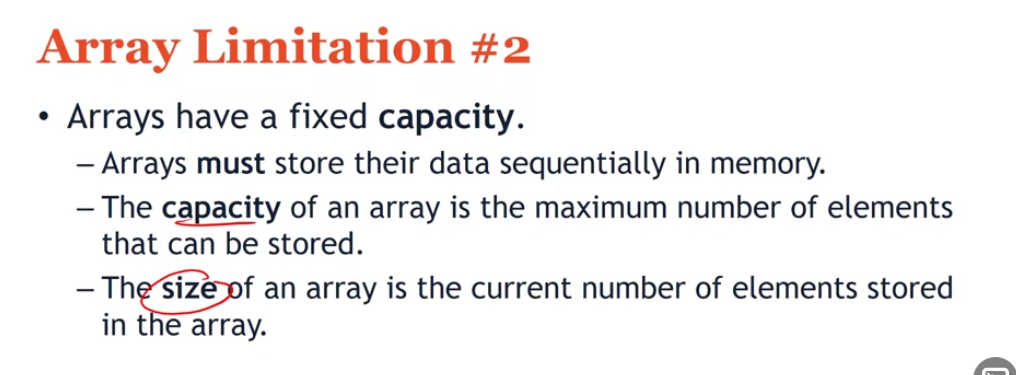 Array Limitation #2
• Arrays have a fixed capacity.
– Arrays must store their data sequentially in memory.
– The capacity of an array is the maximum number of elements
that can be stored.
– The size of an array is the current number of elements stored
in the array.